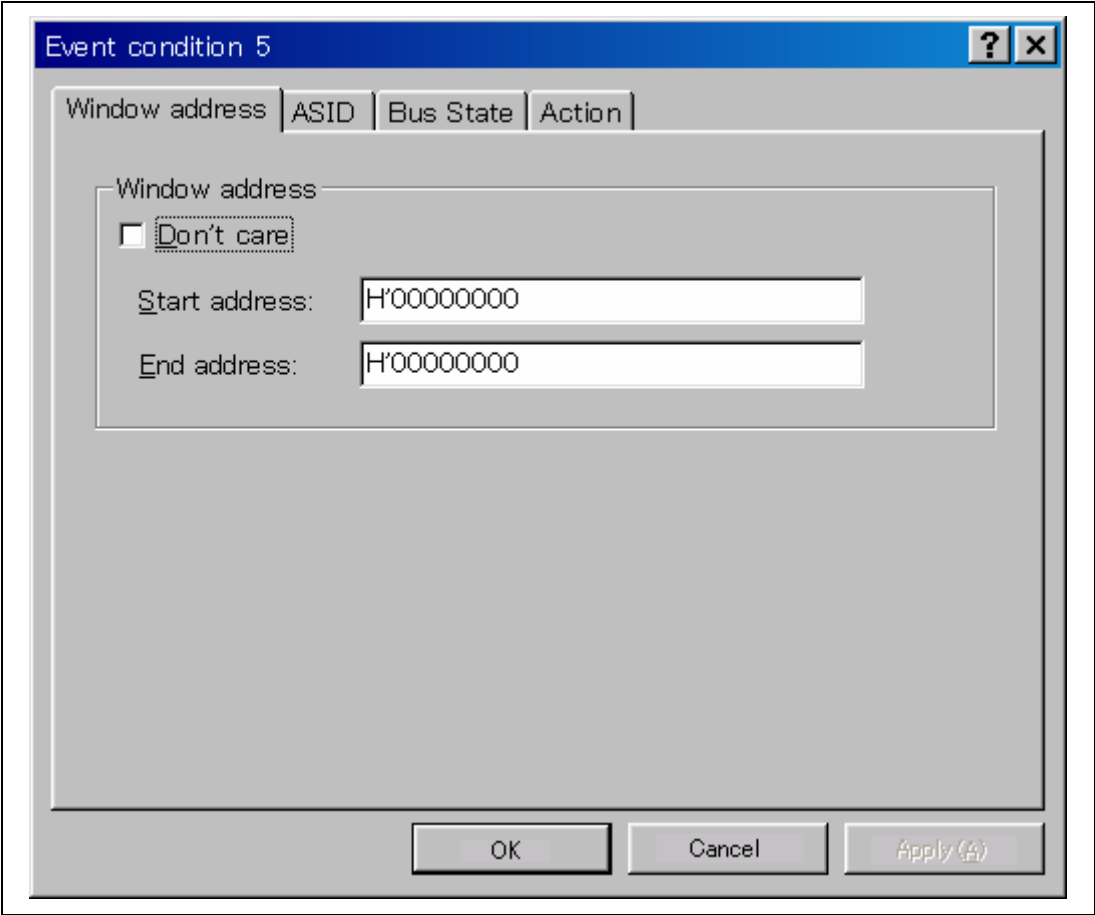 Event condition 5
Window address ASID Bus State Action
Window address
Don't care
Start address: H'00000000
End address: H'00000000
OK Cancel Apply(A)